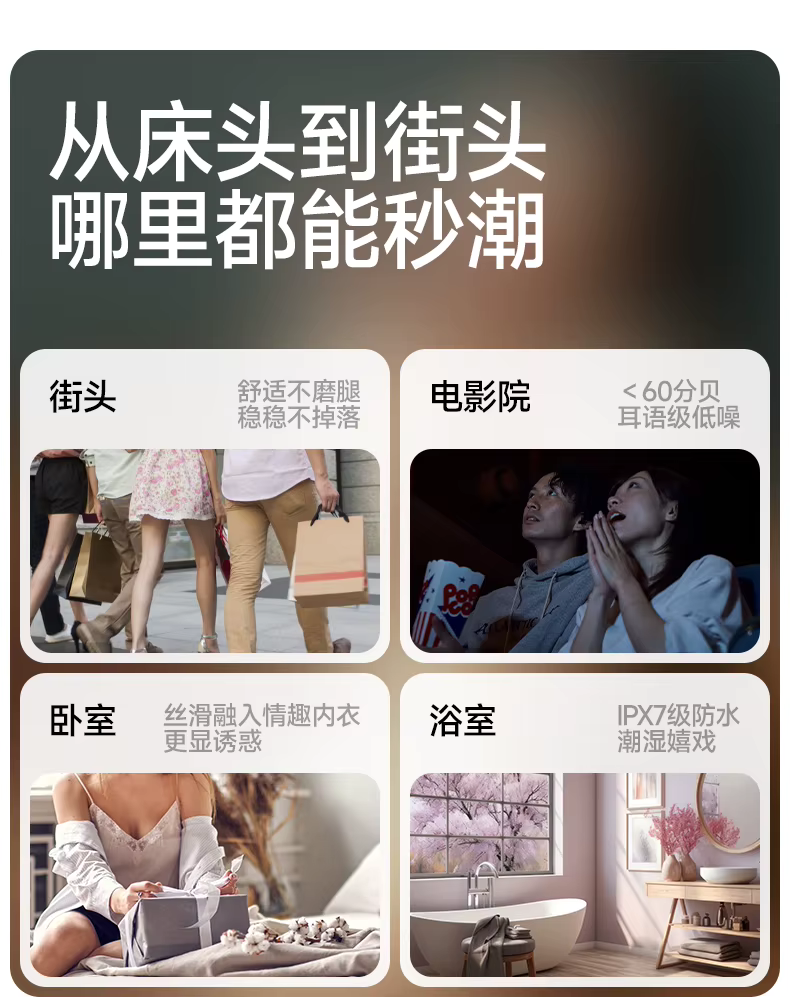 从床头到街头
哪里都能秒潮
街头
舒适不磨腿
稳稳不掉落
电影院
<60分贝
耳语级低噪
卧室
丝滑融入情趣内衣
更显诱惑
浴室
IPX7级防水
潮湿嬉戏